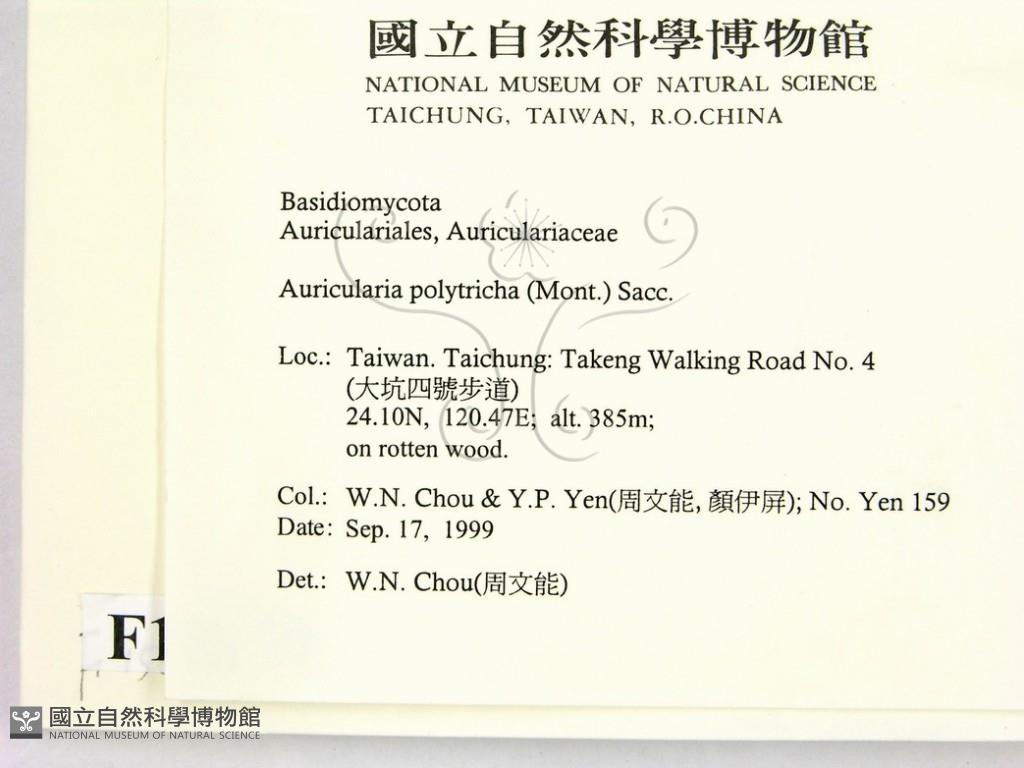 國立自然科學博物館
NATIONAL MUSEUM OF NATURAL SCIENCE
TAICHUNG, TAIWAN, R.O.CHINA
Basidiomycota
Auriculariales, Auriculariaceae
Auricularia polytricha (Mont.) Sacc.
Loc.: Taiwan. Taichung: Takeng Walking Road No. 4
(大坑四號步道)
24.10N, 120.47E; alt. 385m;
on rotten wood.
Col.: W.N. Chou & Y.P. Yen(周文能, 顏伊屏); No. Yen 159
Date: Sep. 17, 1999
Det.: W.N. Chou(周文能)
F1
國立自然科學博物館
NATIONAL MUSEUM OF NATURAL SCIENCE